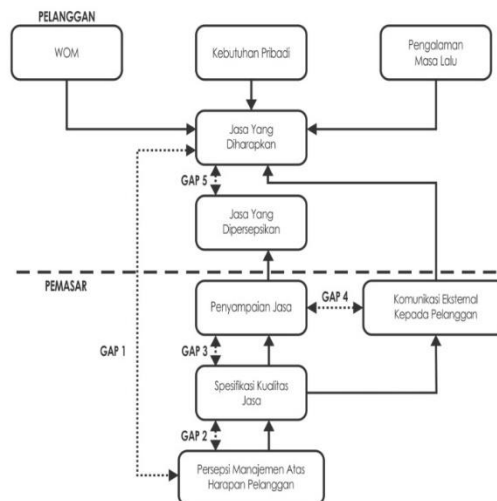 PELANGGAN
WOM
Kebutuhan Pribadi
Pengalaman
Masa Lalu
Jasa Yang
Diharapkan
GAP 5
Jasa Yang
Dipersepsikan
PEMASAR
Penyampaian Jasa
GAP 4
Komunikasi Eksternal
Kepada Pelanggan
GAP 1
GAP 3
Spesifikasi Kualitas
Jasa
GAP 2
Persepsi Manajemen Atas
Harapan Pelanggan